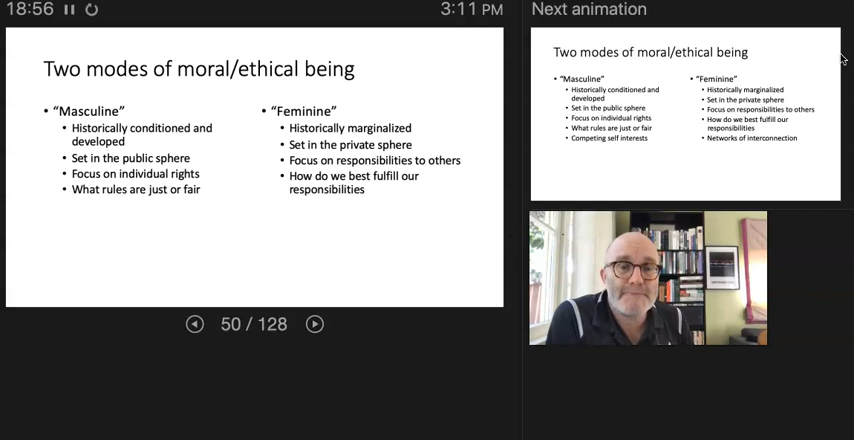 18:56
3:11 PM
Next animation
Two modes of moral/ethical being
• “Masculine”
• Historically conditioned and
developed
• Set in the public sphere
• Focus on individual rights
• What rules are just or fair
• “Feminine”
• Historically marginalized
• Set in the private sphere
• Focus on responsibilities to others
• How do we best fulfill our
responsibilities
50 / 128
Two modes of moral/ethical being
• “Masculine”
• Historically conditioned and
developed
• Set in the public sphere
• Focus on individual rights
• What rules are just or fair
• Competing self interests
• “Feminine”
• Historically marginalized
• Set in the private sphere
• Focus on responsibilities to others
• How do we best fulfill our
responsibilities
• Networks of interconnection